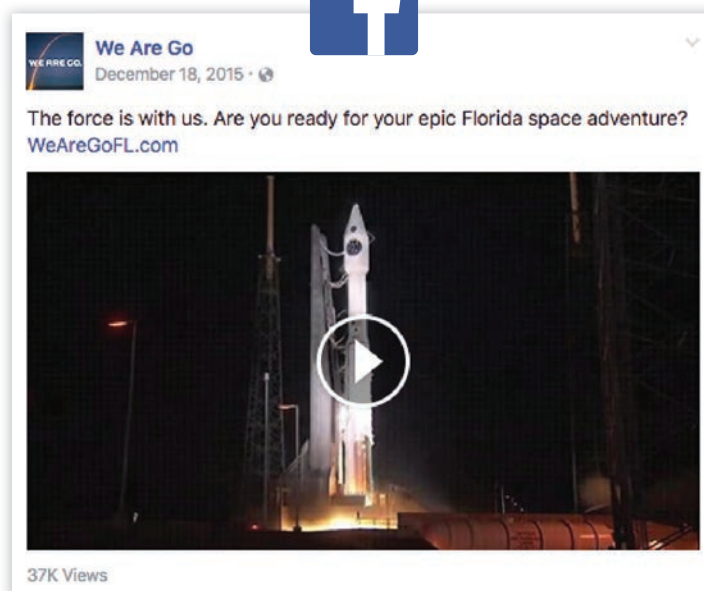 We Are Go
WE ARE GO.
December 18, 2015
The force is with us. Are you ready for your epic Florida space adventure?
WeAreGoFL.com
37K Views